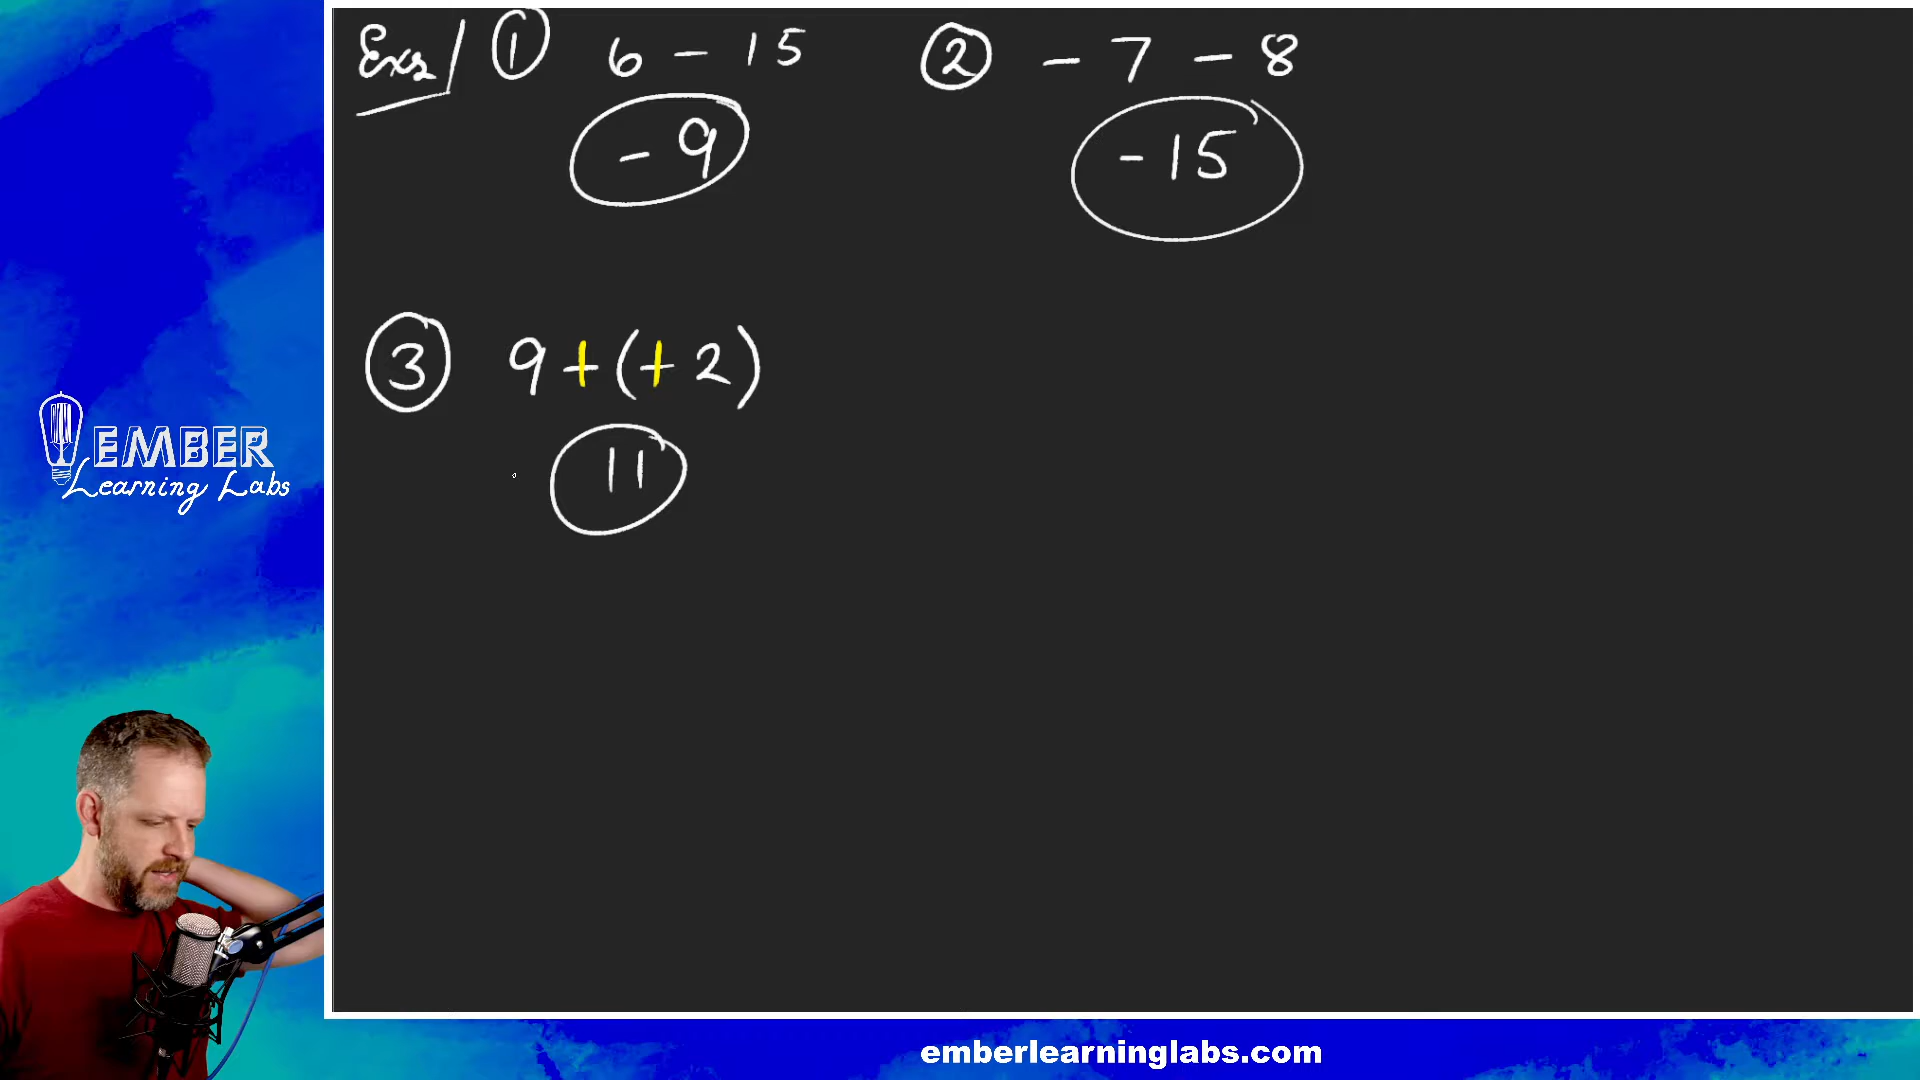 Exs/ ① 6 - 15 ② - 7 - 8
- 9 - 15
③ 9 + (+ 2)
11
EMBER
Learning Labs
emberlearninglabs.com